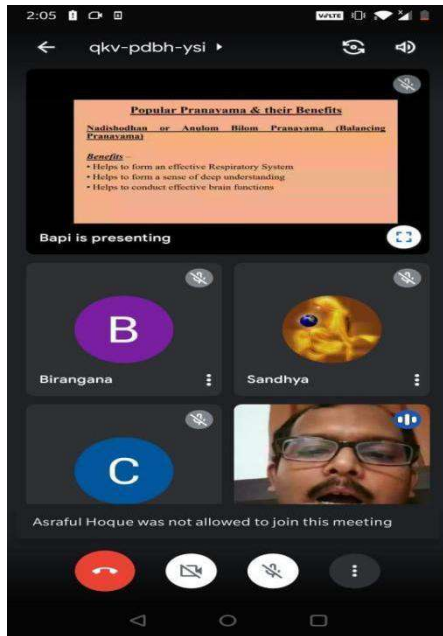 2:05
VoLTE
qkv-pdbh-ysi
Popular Pranayama & their Benefits
Nadishodhan or Anulom Bilom Pranayama (Balancing
Pranayama)
Benefits –
• Helps to form an effective Respiratory System
• Helps to form a sense of deep understanding
• Helps to conduct effective brain functions
Bapi is presenting
B
Birangana
Sandhya
C
Asraful Hoque was not allowed to join this meeting